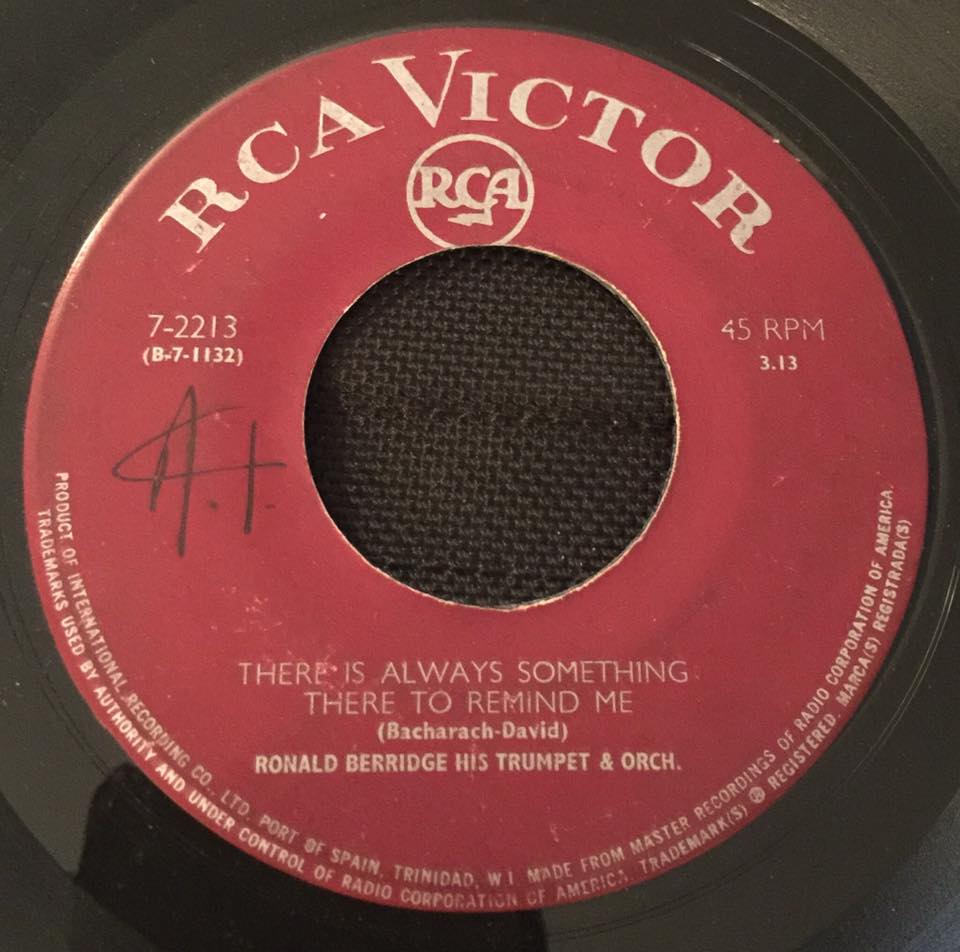 RCA VICTOR
RCA
7-2213
(B-7-1132)
45 RPM
3.13
THERE IS ALWAYS SOMETHING
THERE TO REMIND ME
(Bacharach-David)
RONALD BERRIDGE HIS TRUMPET & ORCH.
PRODUCT OF INTERNATIONAL RECORDING CO., LTD. PORT OF SPAIN, TRINIDAD, W I MADE FROM MASTER RECORDINGS OF RADIO CORPORATION OF AMERICA.
TRADEMARKS USED BY AUTHORITY AND UNDER CONTROL OF RADIO CORPORATION OF AMERICA. TRADEMARK(S) ® REGISTERED. MARCA(S) REGISTRADA(S)